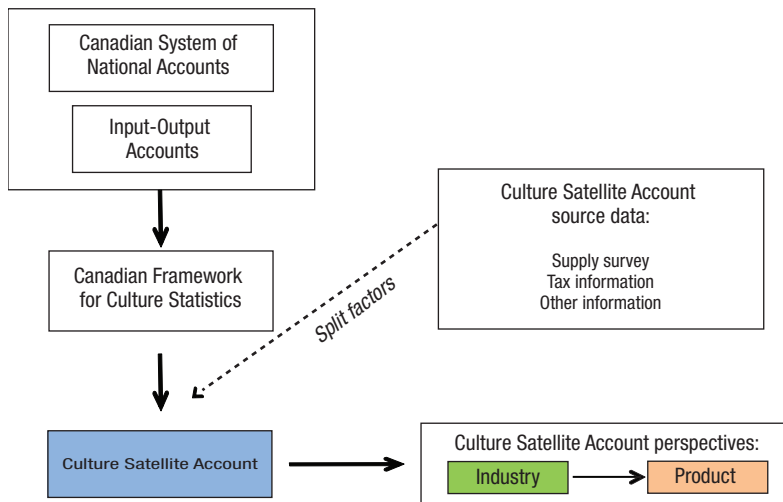 Canadian System of
National Accounts
Input-Output
Accounts
Canadian Framework
for Culture Statistics
Culture Satellite Account
source data:
Supply survey
Tax information
Other information
Split factors
Culture Satellite Account
Culture Satellite Account perspectives:
Industry
Product